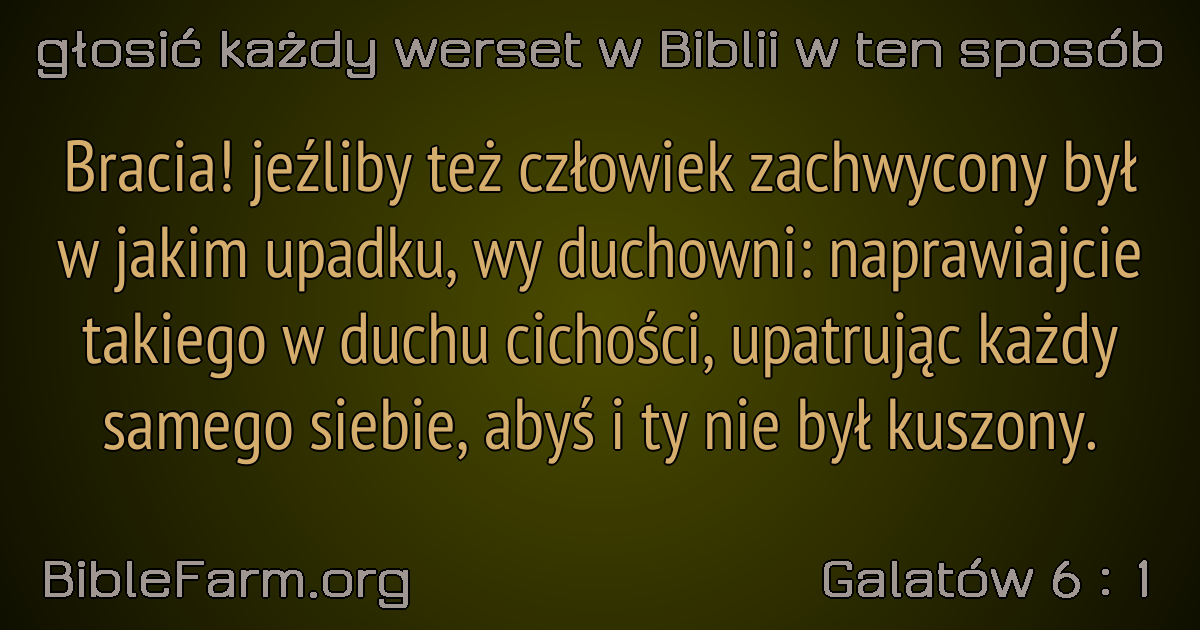 głosić każdy werset w Biblii w ten sposób
Bracia! jeźliby też człowiek zachwycony był
w jakim upadku, wy duchowni: naprawiajcie
takiego w duchu cichości, upatrując każdy
samego siebie, abyś i ty nie był kuszony.
BibleFarm.org
Galatów 6 : 1